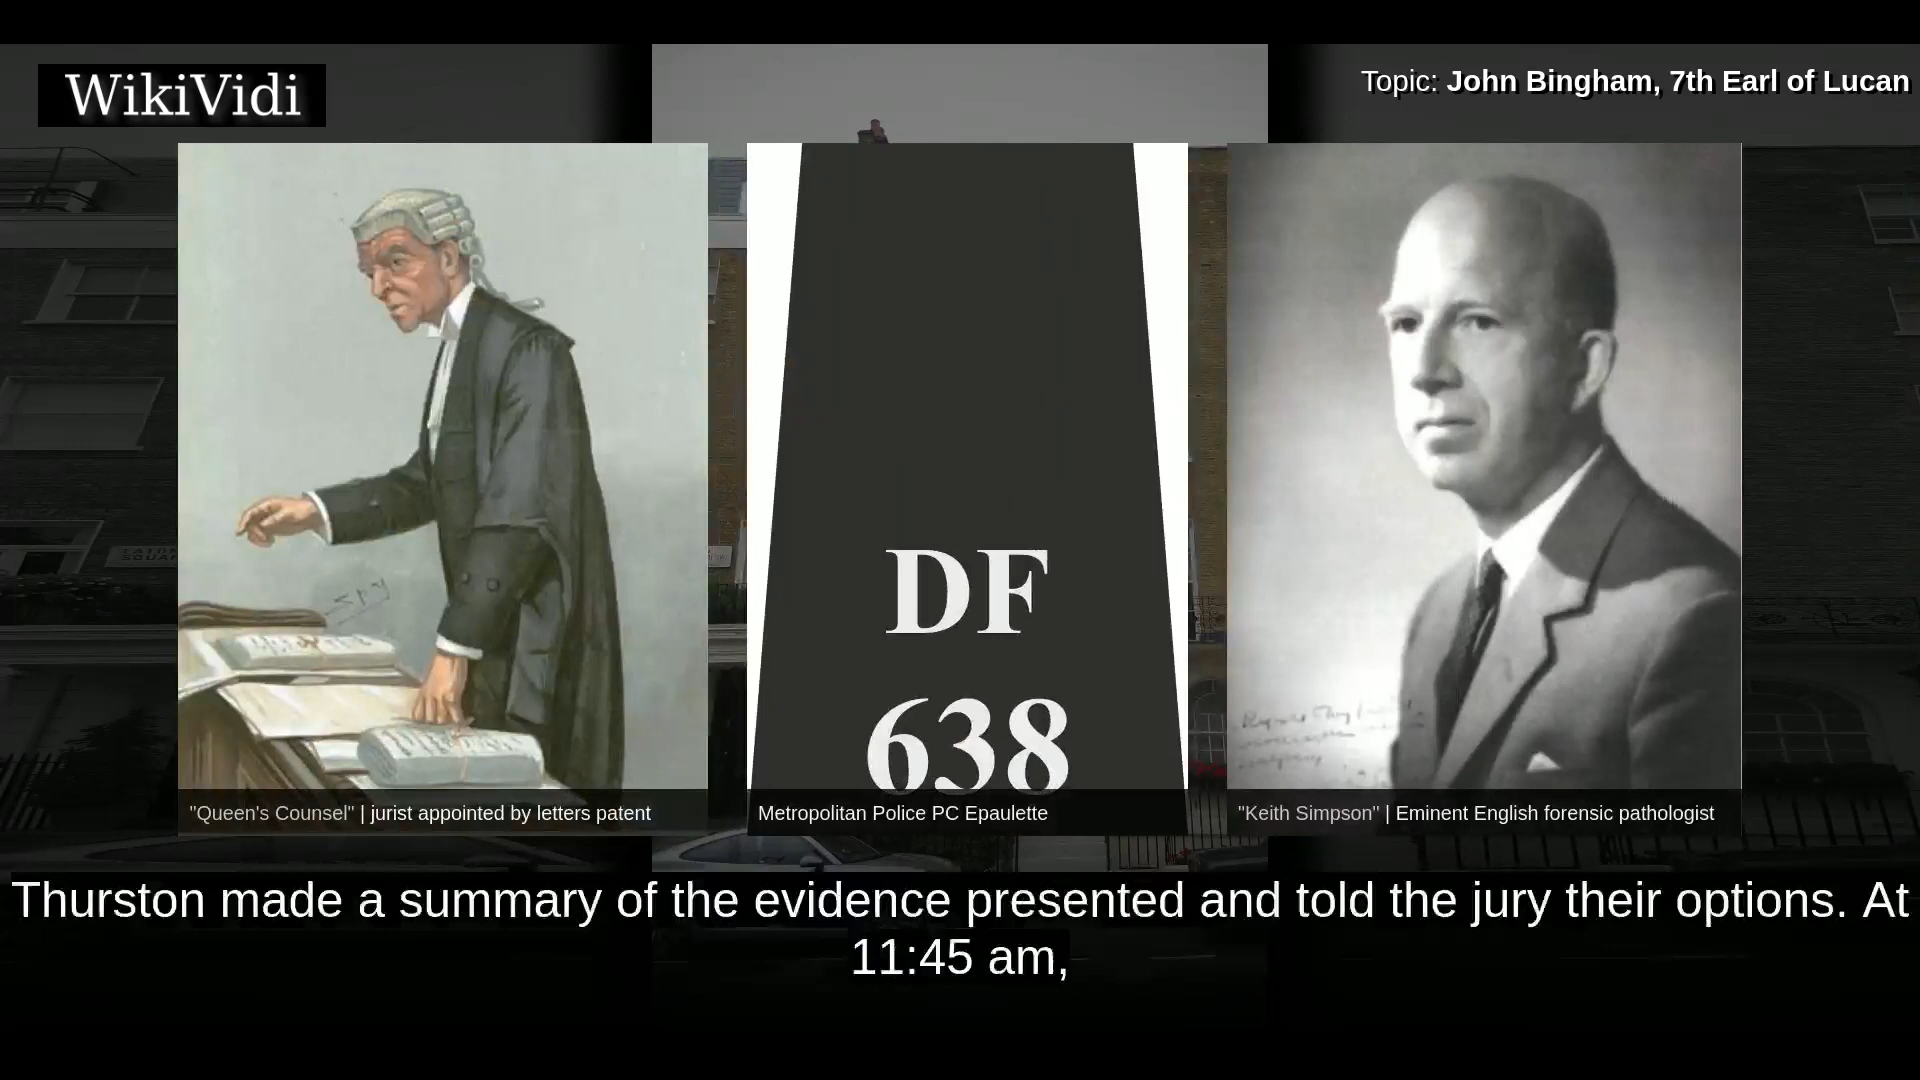 WikiVidi
Topic: John Bingham, 7th Earl of Lucan
Spy
DF
638
"Queen's Counsel" | jurist appointed by letters patent
Metropolitan Police PC Epaulette
"Keith Simpson" | Eminent English forensic pathologist
Thurston made a summary of the evidence presented and told the jury their options. At
11:45 am,